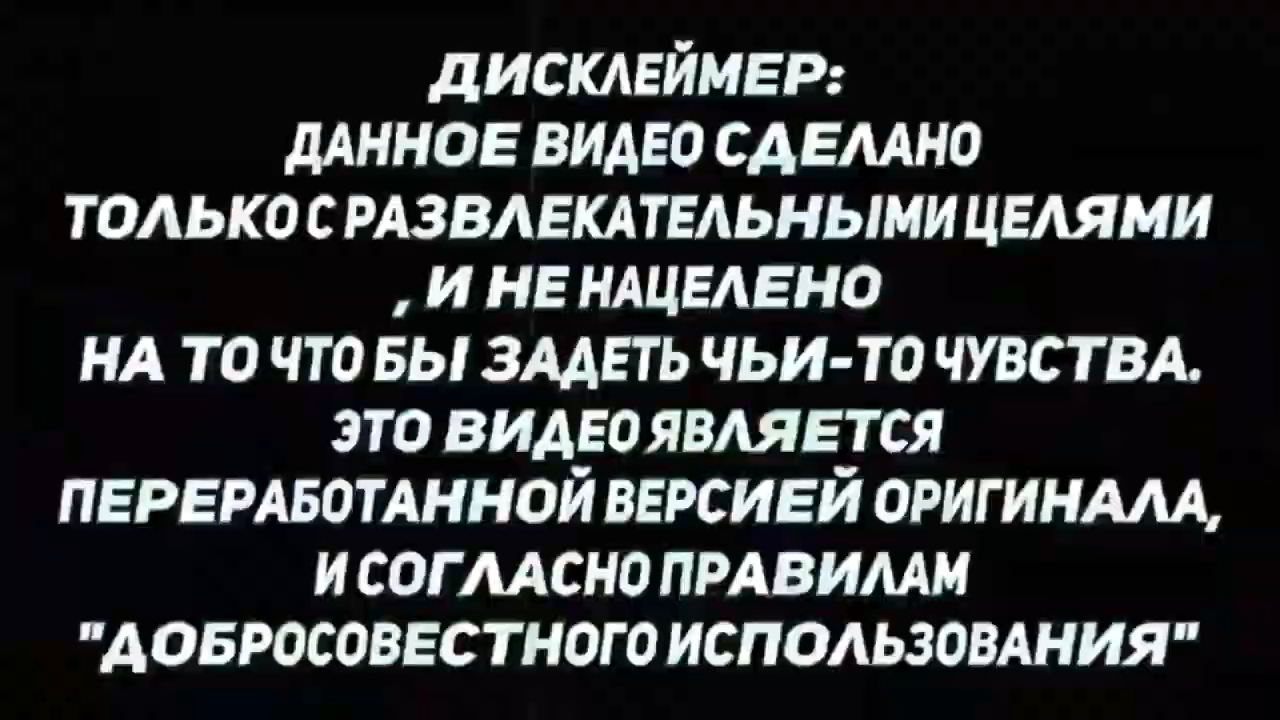 ДИСКЛЕЙМЕР:
ДАННОЕ ВИДЕО СДЕЛАНО
ТОЛЬКО С РАЗВЛЕКАТЕЛЬНЫМИ ЦЕЛЯМИ
, И НЕ НАЦЕЛЕНО
НА ТО ЧТО БЫ ЗАДЕТЬ ЧЬИ-ТО ЧУВСТВА.
ЭТО ВИДЕО ЯВЛЯЕТСЯ
ПЕРЕРАБОТАННОЙ ВЕРСИЕЙ ОРИГИНАЛА,
И СОГЛАСНО ПРАВИЛАМ
"ДОБРОСОВЕСТНОГО ИСПОЛЬЗОВАНИЯ"